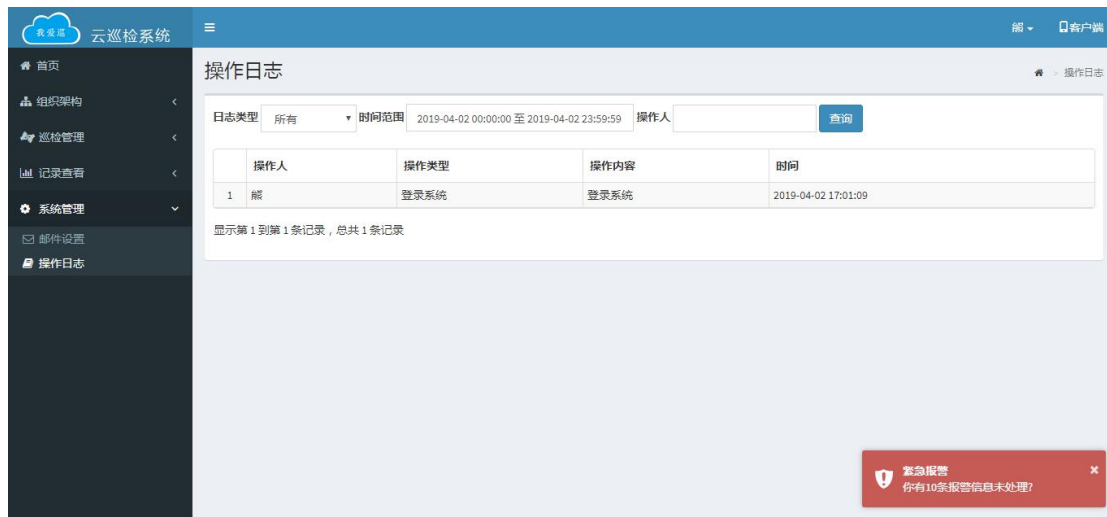 我爱巡 云巡检系统
熊 客户端
首页
组织架构
巡检管理
记录查看
系统管理
邮件设置
操作日志
操作日志
> 操作日志
日志类型 所有 时间范围 2019-04-02 00:00:00 至 2019-04-02 23:59:59 操作人 查询
操作人 操作类型 操作内容 时间
1 熊 登录系统 登录系统 2019-04-02 17:01:09
显示第 1 到第 1 条记录，总共 1 条记录
紧急报警
你有10条报警信息未处理?